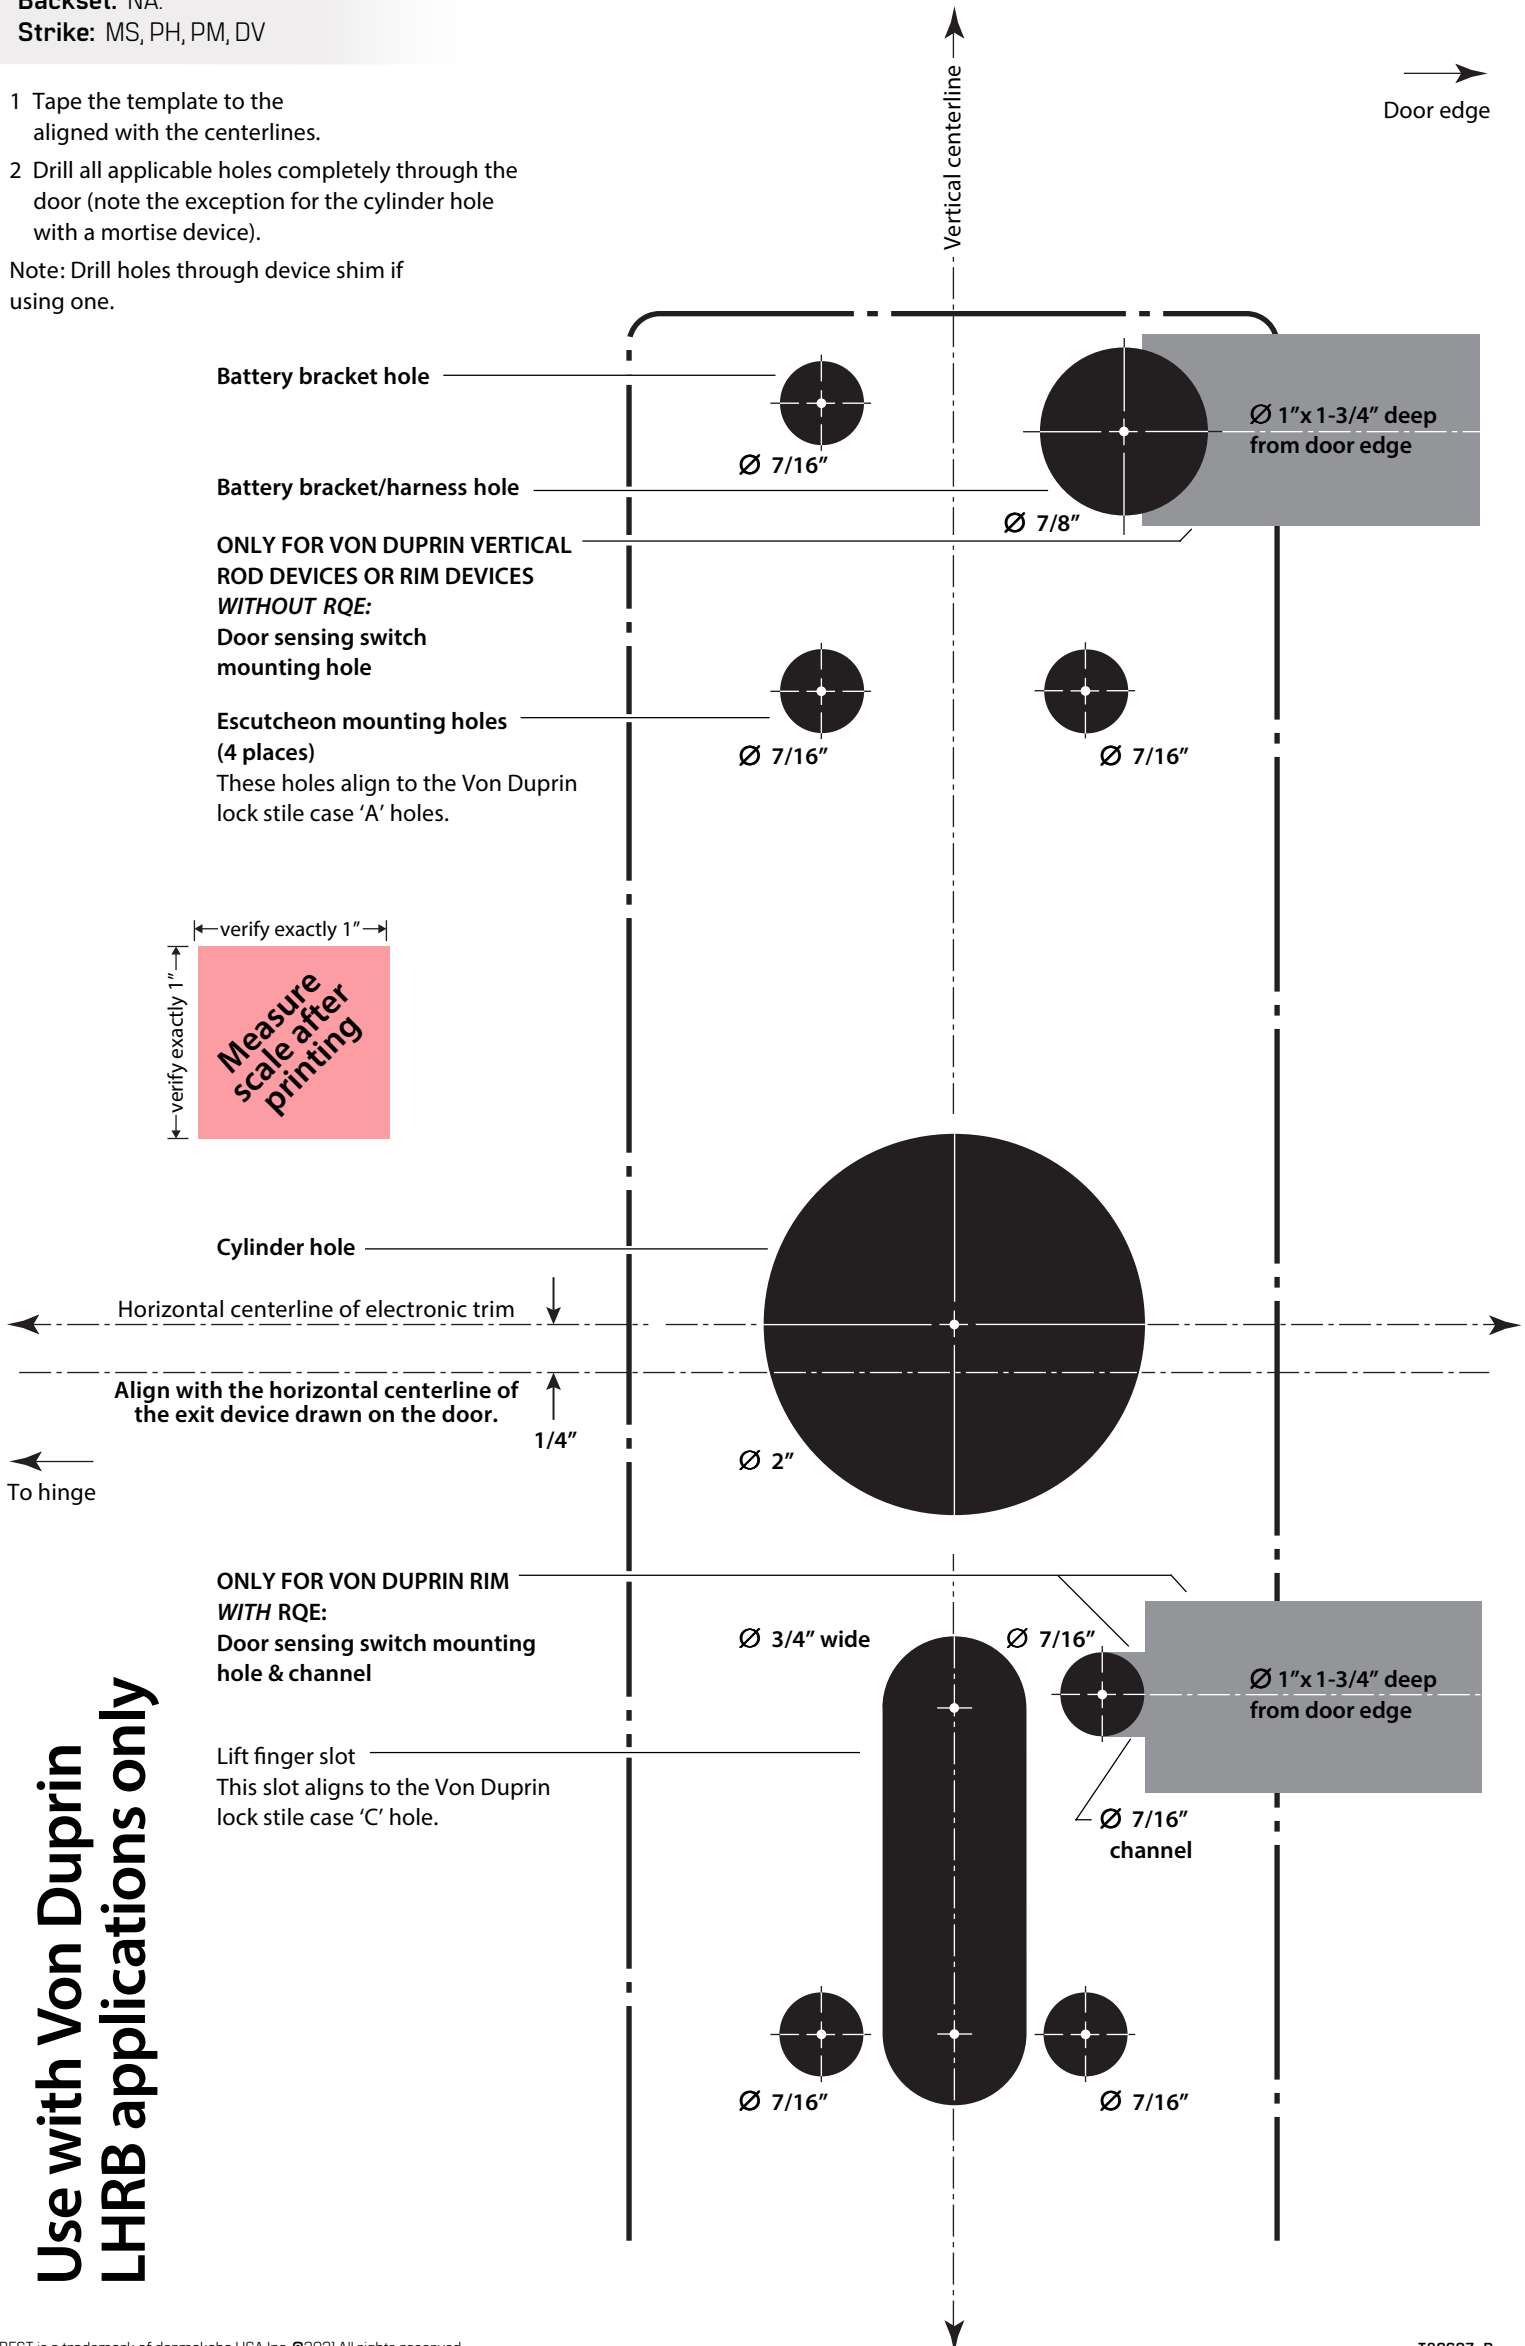 Backset: NA.
Strike: MS, PH, PM, DV
1 Tape the template to the
aligned with the centerlines.
2 Drill all applicable holes completely through the
door (note the exception for the cylinder hole
with a mortise device).
Note: Drill holes through device shim if
using one.
Vertical centerline
Door edge
Battery bracket hole
Ø 7/16”
Ø 1”x 1-3/4” deep
from door edge
Battery bracket/harness hole
Ø 7/8”
ONLY FOR VON DUPRIN VERTICAL
ROD DEVICES OR RIM DEVICES
WITHOUT RQE:
Door sensing switch
mounting hole
Escutcheon mounting holes
(4 places)
These holes align to the Von Duprin
lock stile case ‘A’ holes.
Ø 7/16”
Ø 7/16”
verify exactly 1”
verify exactly 1”
Measure
scale after
printing
Cylinder hole
Horizontal centerline of electronic trim
Align with the horizontal centerline of
the exit device drawn on the door.
1/4”
Ø 2”
To hinge
ONLY FOR VON DUPRIN RIM
WITH RQE:
Door sensing switch mounting
hole & channel
Ø 3/4” wide
Ø 7/16”
Ø 1”x 1-3/4” deep
from door edge
Lift finger slot
This slot aligns to the Von Duprin
lock stile case ‘C’ hole.
Ø 7/16”
channel
Ø 7/16”
Ø 7/16”
Use with Von Duprin
LHRB applications only